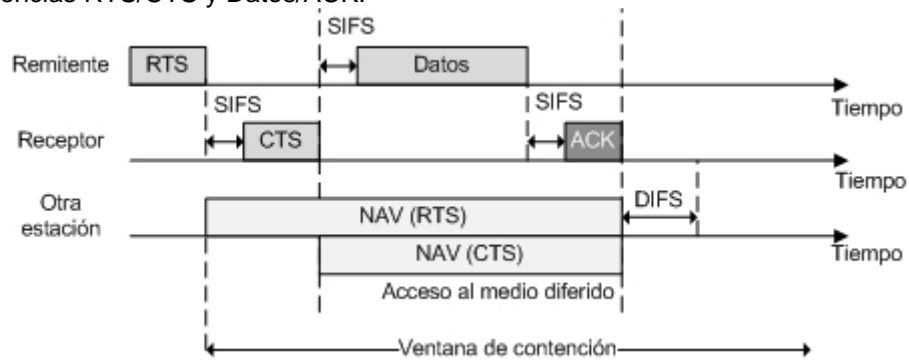 encias RTS/CTS y Datos/ACK.
SIFS
Remitente RTS Datos
SIFS SIFS Tiempo
Receptor CTS ACK
Tiempo
Otra estación NAV (RTS) DIFS
NAV (CTS) Tiempo
Acceso al medio diferido
Ventana de contención